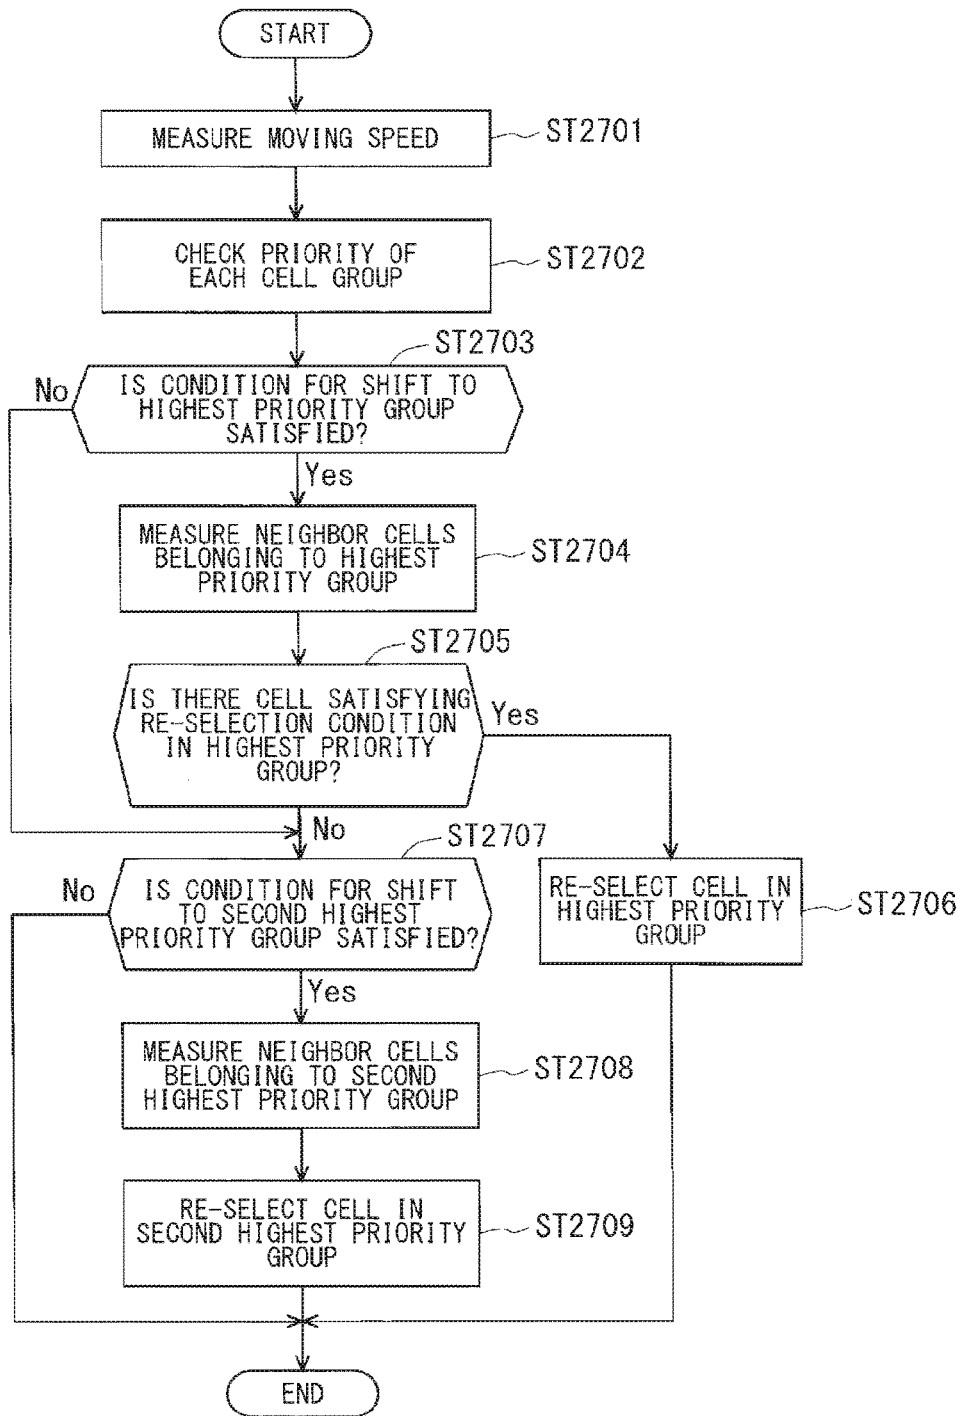 START
MEASURE MOVING SPEED
ST2701
CHECK PRIORITY OF
EACH CELL GROUP
ST2702
ST2703
No
IS CONDITION FOR SHIFT TO
HIGHEST PRIORITY GROUP
SATISFIED?
Yes
MEASURE NEIGHBOR CELLS
BELONGING TO HIGHEST
PRIORITY GROUP
ST2704
ST2705
IS THERE CELL SATISFYING
RE-SELECTION CONDITION
IN HIGHEST PRIORITY
GROUP?
Yes
No
ST2707
No
IS CONDITION FOR SHIFT
TO SECOND HIGHEST
PRIORITY GROUP SATISFIED?
RE-SELECT CELL IN
HIGHEST PRIORITY
GROUP
ST2706
Yes
MEASURE NEIGHBOR CELLS
BELONGING TO SECOND
HIGHEST PRIORITY GROUP
ST2708
RE-SELECT CELL IN
SECOND HIGHEST PRIORITY
GROUP
ST2709
END